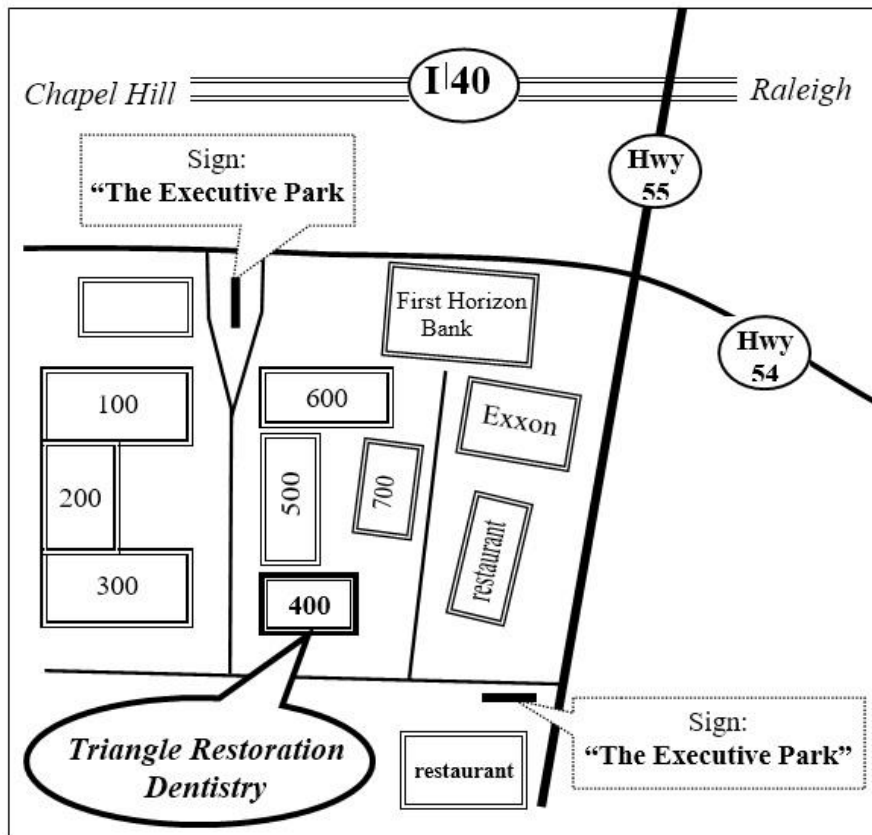 I 40
Chapel Hill
Raleigh
Sign:
“The Executive Park
Hwy
55
First Horizon
Bank
Hwy
54
100
600
Exxon
200
500
700
restaurant
300
400
Triangle Restoration
Dentistry
Sign:
“The Executive Park”
restaurant